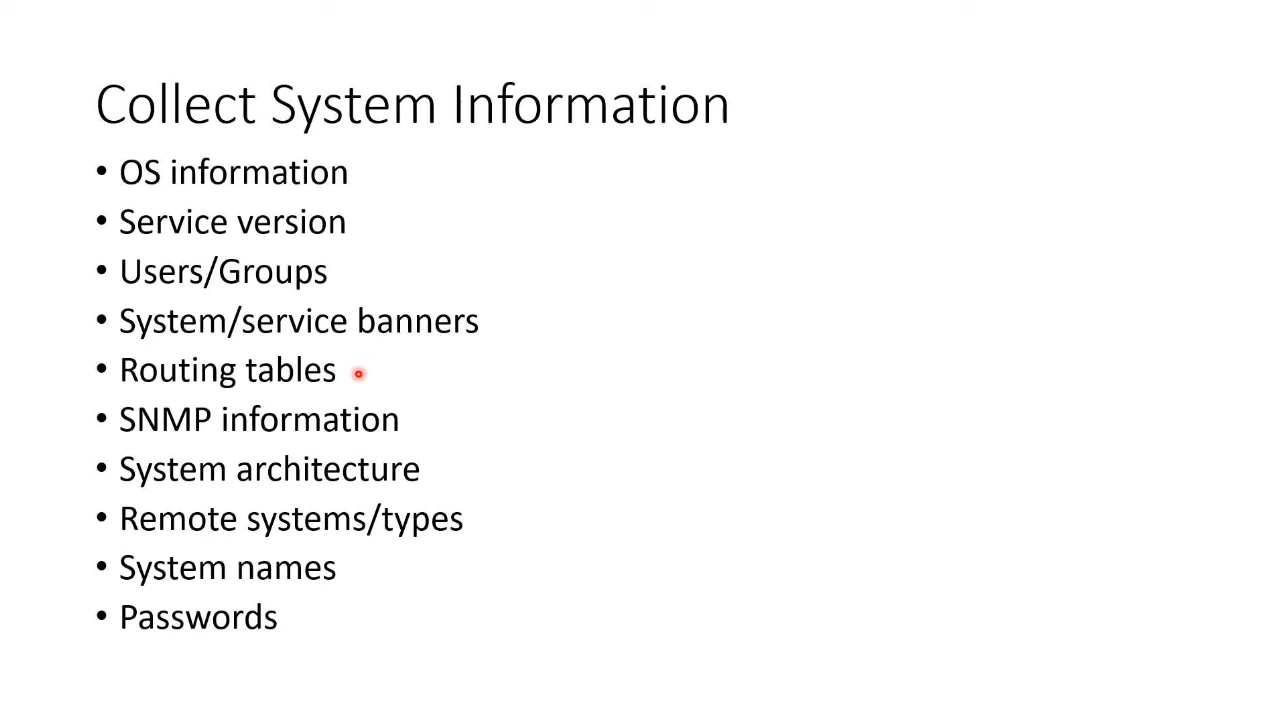 Collect System Information
• OS information
• Service version
• Users/Groups
• System/service banners
• Routing tables
• SNMP information
• System architecture
• Remote systems/types
• System names
• Passwords